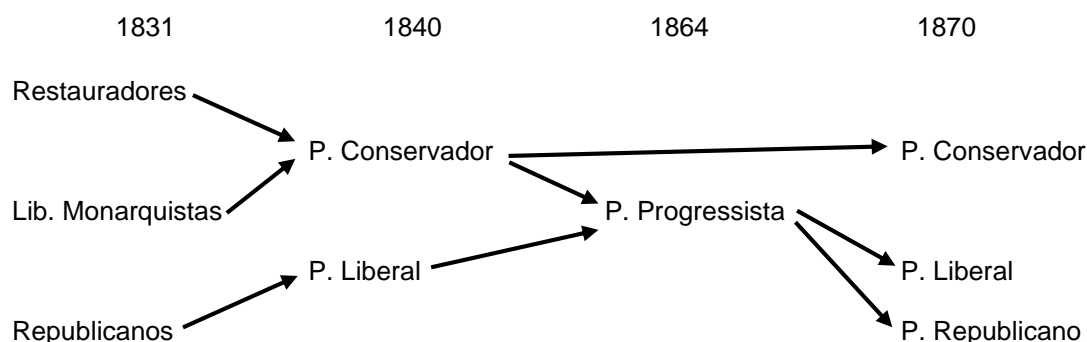 1831 1840 1864 1870
Restauradores
P. Conservador P. Conservador
Lib. Monarquistas P. Progressista
P. Liberal P. Liberal
Republicanos P. Republicano